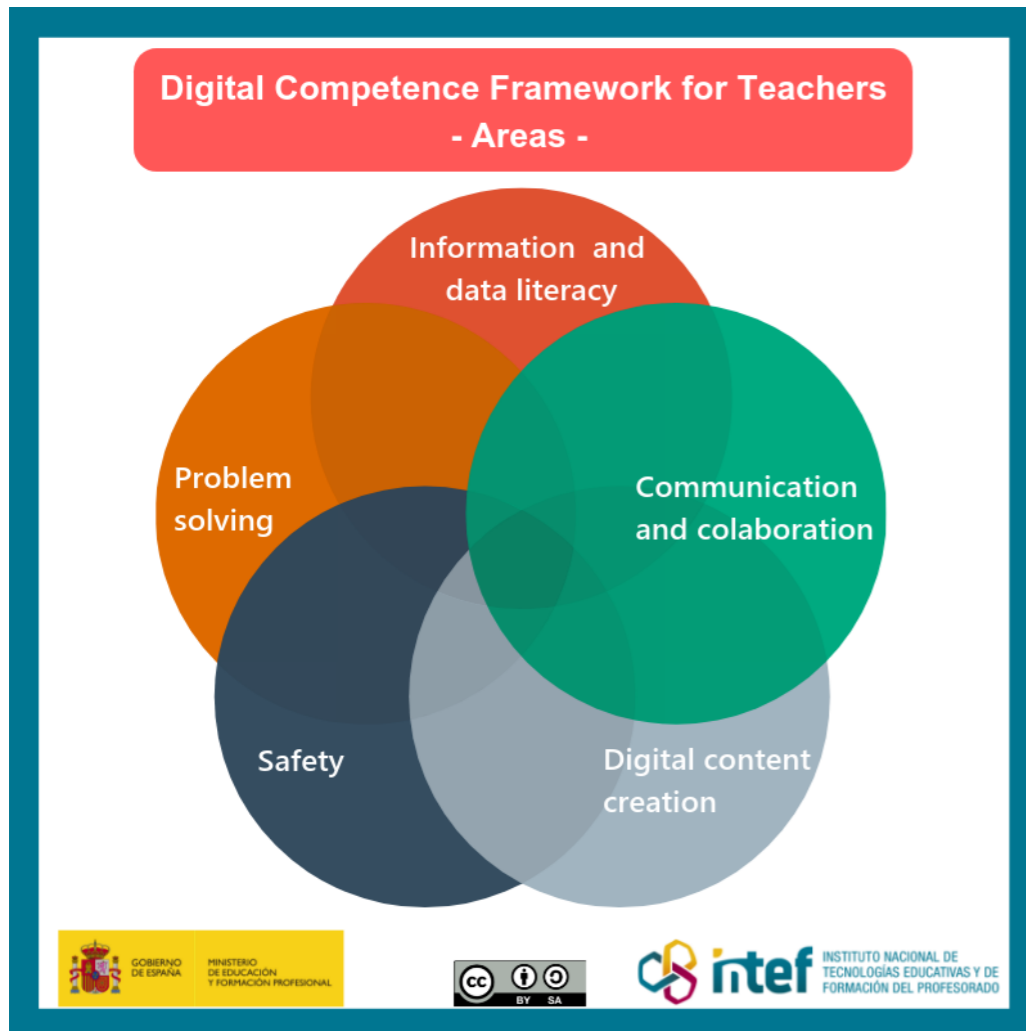 Digital Competence Framework for Teachers
- Areas -
Information and
data literacy
Problem
solving
Communication
and colaboration
Safety
Digital content
creation
GOBIERNO
DE ESPAÑA
MINISTERIO
DE EDUCACIÓN
Y FORMACIÓN PROFESIONAL
cc
BY SA
intef
INSTITUTO NACIONAL DE
TECNOLOGÍAS EDUCATIVAS Y DE
FORMACIÓN DEL PROFESORADO